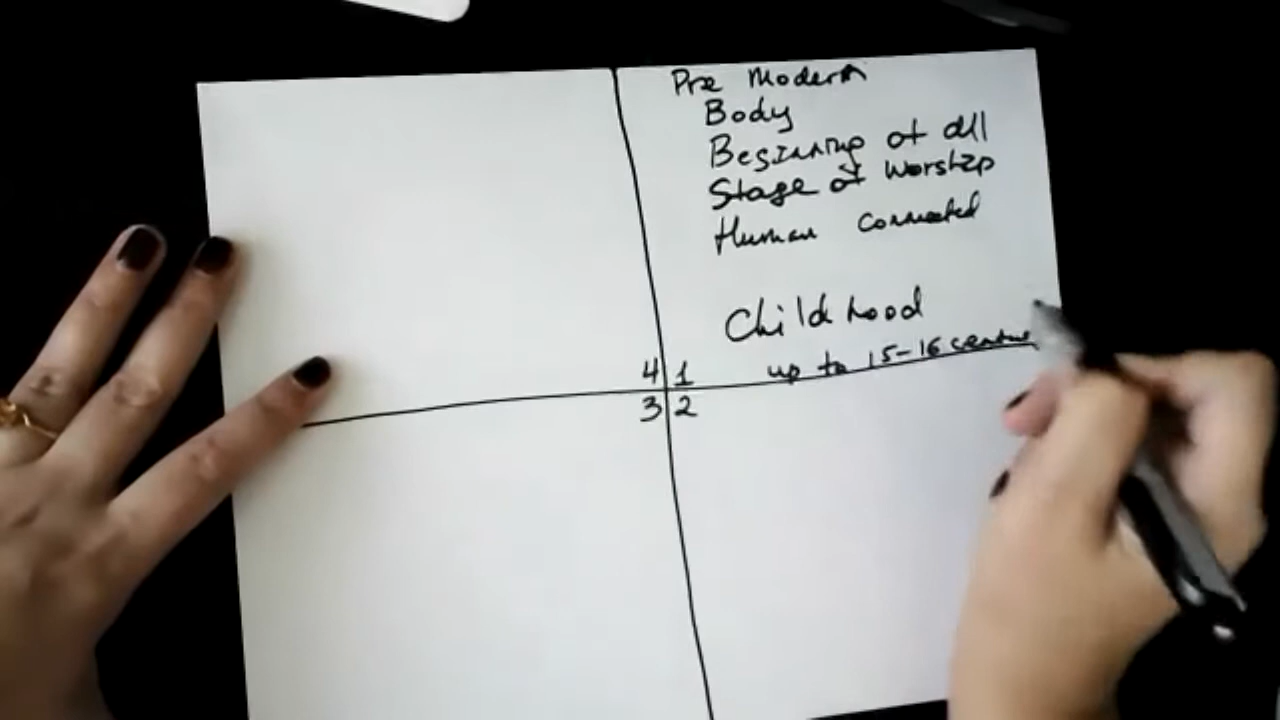 Pre Modern
Body
Beginning of all
Stage of Worship
Human connected
Childhood
up to 15-16 centure
4 1
3 2